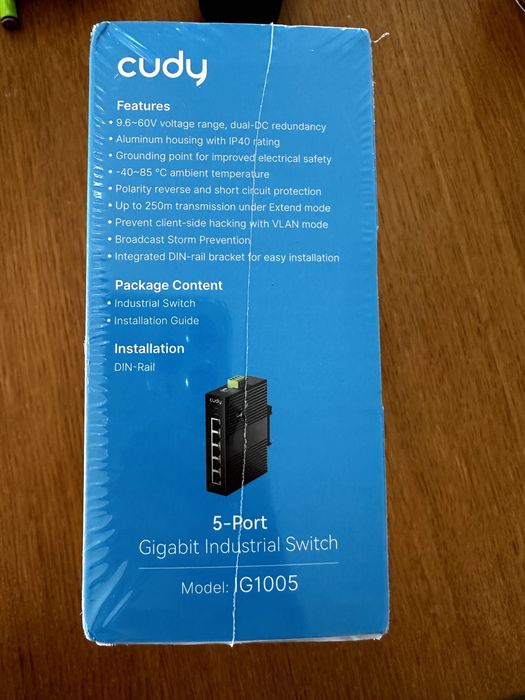 cudy
Features
• 9.6~60V voltage range, dual-DC redundancy
• Aluminum housing with IP40 rating
• Grounding point for improved electrical safety
• -40~85 °C ambient temperature
• Polarity reverse and short circuit protection
• Up to 250m transmission under Extend mode
• Prevent client-side hacking with VLAN mode
• Broadcast Storm Prevention
• Integrated DIN-rail bracket for easy installation
Package Content
• Industrial Switch
• Installation Guide
Installation
DIN-Rail
cudy
5-Port
Gigabit Industrial Switch
Model: IG1005